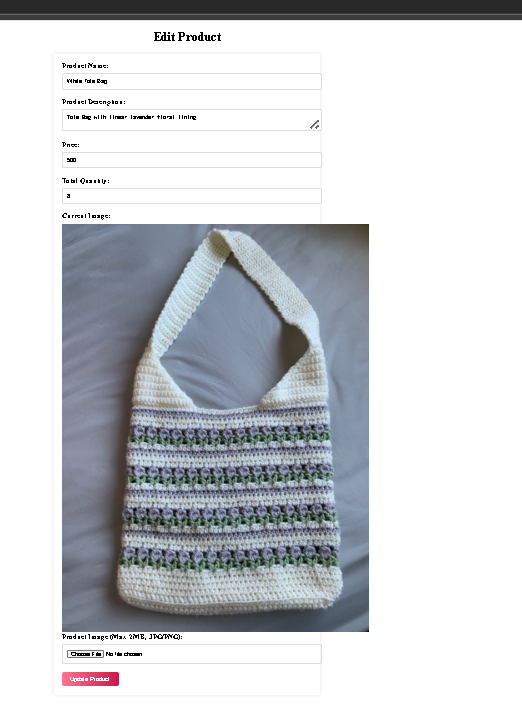 Edit Product
Product Name:
White Tote Bag
Product Description:
Tote Bag with linear lavender floral lining
Price:
500
Total Quantity:
8
Current Image:
Product Image (Max 2MB, JPG/PNG):
Choose File No file chosen
Update Product